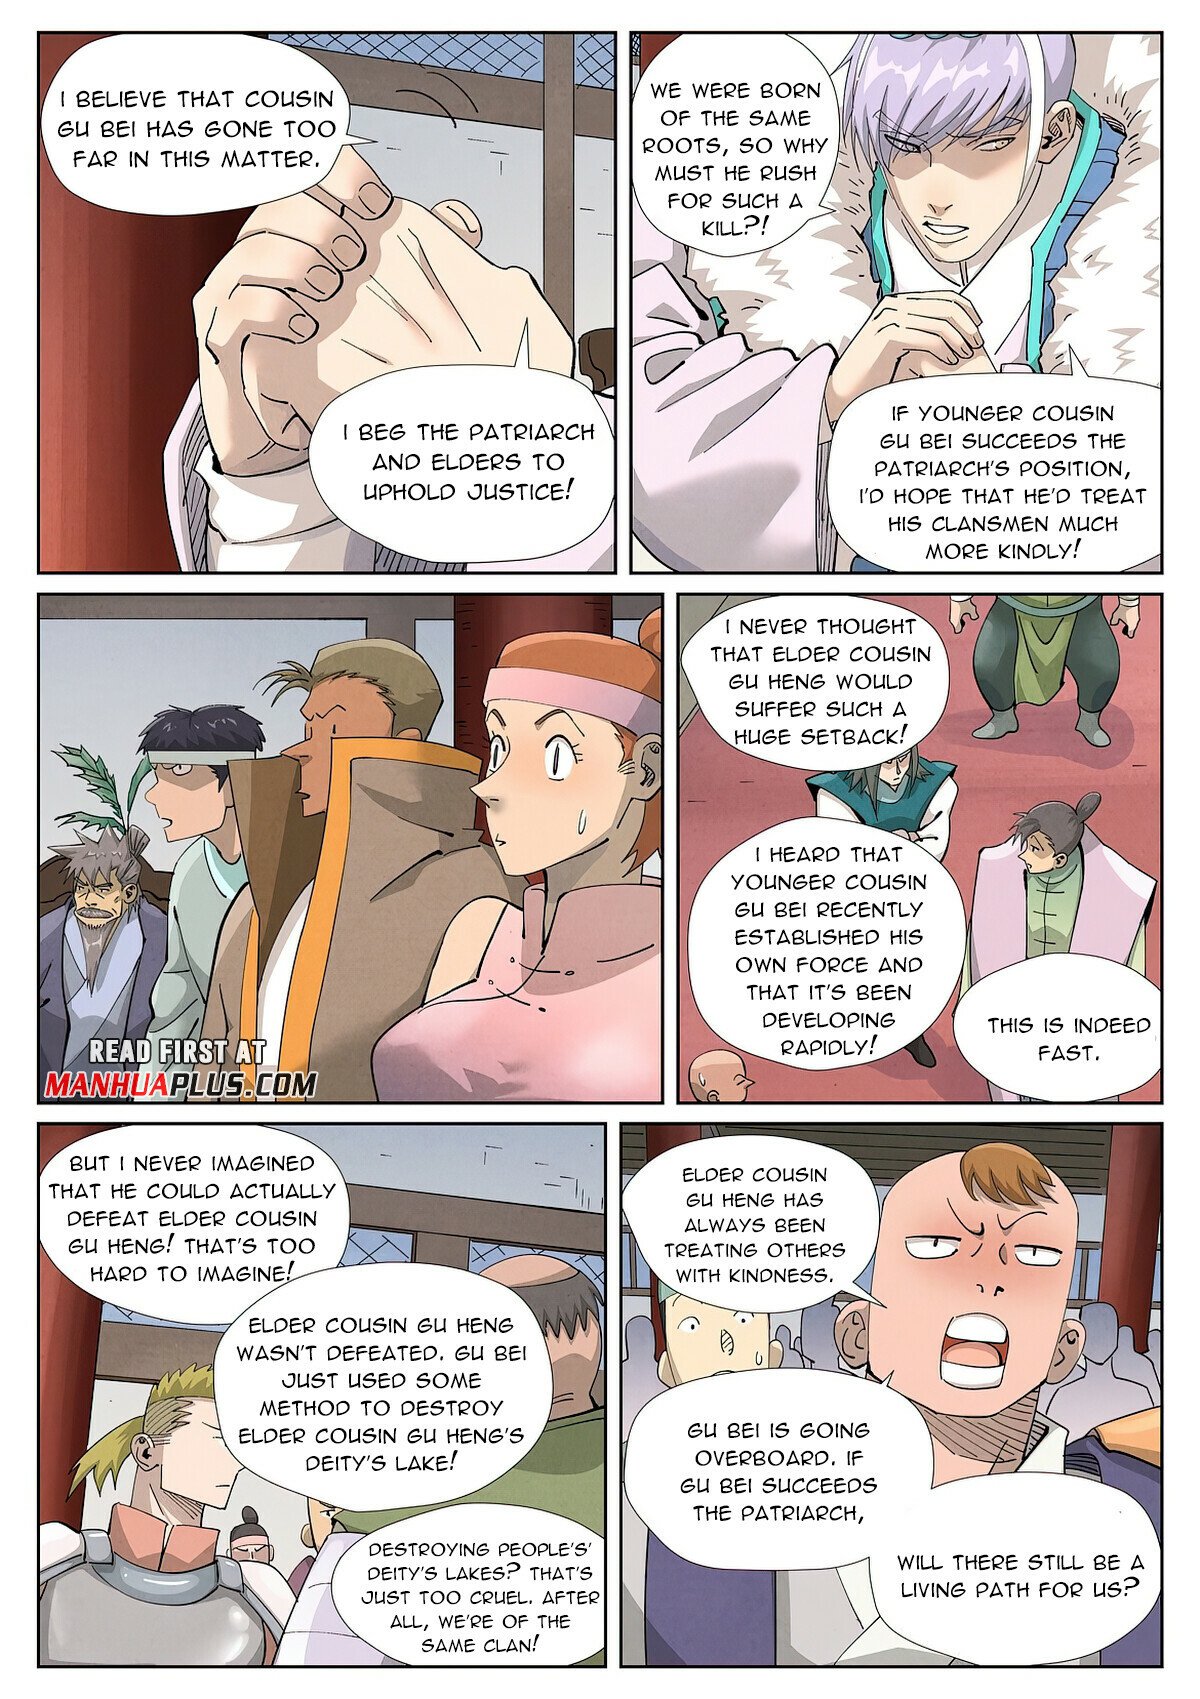 I BELIEVE THAT COUSIN
GU BEI HAS GONE TOO
FAR IN THIS MATTER.
I BEG THE PATRIARCH
AND ELDERS TO
UPHOLD JUSTICE!
WE WERE BORN
OF THE SAME
ROOTS, SO WHY
MUST HE RUSH
FOR SUCH A
KILL?!
IF YOUNGER COUSIN
GU BEI SUCCEEDS THE
PATRIARCH'S POSITION,
I'D HOPE THAT HE'D TREAT
HIS CLANSMEN MUCH
MORE KINDLY!
READ FIRST AT
MANHUAPLUS.COM
I NEVER THOUGHT
THAT ELDER COUSIN
GU HENG WOULD
SUFFER SUCH A
HUGE SETBACK!
I HEARD THAT
YOUNGER COUSIN
GU BEI RECENTLY
ESTABLISHED HIS
OWN FORCE AND
THAT IT'S BEEN
DEVELOPING
RAPIDLY!
THIS IS INDEED
FAST.
BUT I NEVER IMAGINED
THAT HE COULD ACTUALLY
DEFEAT ELDER COUSIN
GU HENG! THAT'S TOO
HARD TO IMAGINE!
ELDER COUSIN GU HENG
WASN'T DEFEATED. GU BEI
JUST USED SOME
METHOD TO DESTROY
ELDER COUSIN GU HENG'S
DEITY'S LAKE!
DESTROYING PEOPLE'S'
DEITY'S LAKES? THAT'S
JUST TOO CRUEL. AFTER
ALL, WE'RE OF THE
SAME CLAN!
ELDER COUSIN
GU HENG HAS
ALWAYS BEEN
TREATING OTHERS
WITH KINDNESS.
GU BEI IS GOING
OVERBOARD. IF
GU BEI SUCCEEDS
THE PATRIARCH,
WILL THERE STILL BE A
LIVING PATH FOR US?